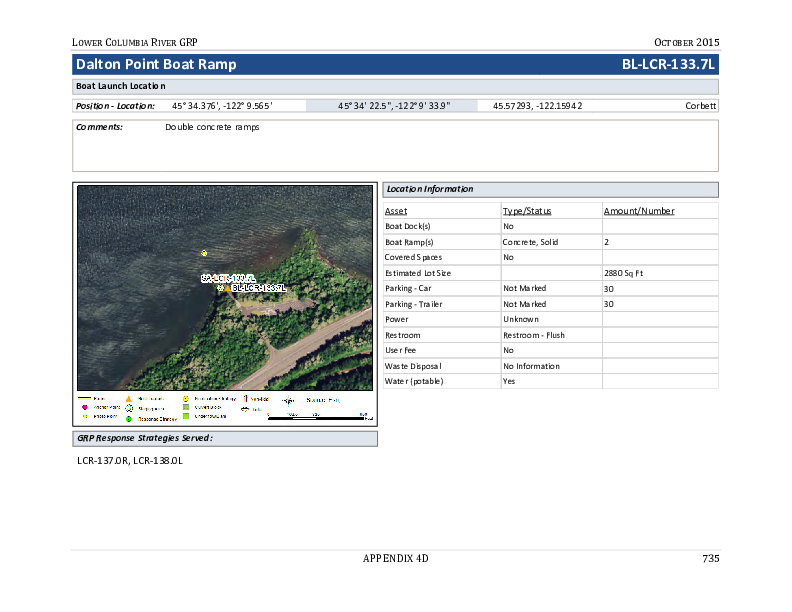 LOWER COLUMBIA RIVER GRP OCTOBER 2015
Dalton Point Boat Ramp BL-LCR-133.7L
Boat Launch Location
Position - Location: 45° 34.376', -122° 9.565' 45° 34' 22.5", -122° 9' 33.9" 45.57293, -122.15942 Corbett
Comments: Double concrete ramps
Location Information
Asset Type/Status Amount/Number
Boat Dock(s) No
Boat Ramp(s) Concrete, Solid 2
Covered Spaces No
Estimated Lot Size 2880 Sq Ft
Parking - Car Not Marked 30
Parking - Trailer Not Marked 30
Power Unknown
Restroom Restroom - Flush
User Fee No
Waste Disposal No Information
Water (potable) Yes
SA-LCR-133.7L
BL-LCR-133.7L
GRP Response Strategies Served:
LCR-137.0R, LCR-138.0L
APPENDIX 4D 735